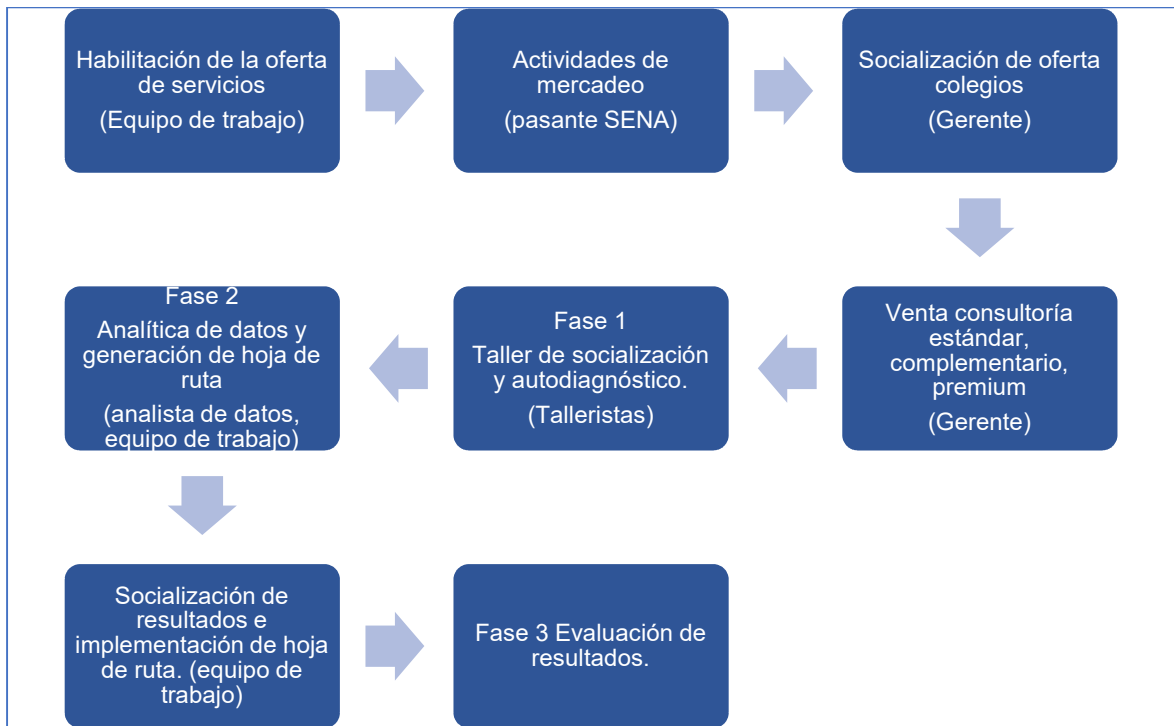 Habilitación de la oferta
de servicios
(Equipo de trabajo)
Actividades de
mercadeo
(pasante SENA)
Socialización de oferta
colegios
(Gerente)
Venta consultoría
estándar,
complementario,
premium
(Gerente)
Fase 1
Taller de socialización
y autodiagnóstico.
(Talleristas)
Fase 2
Analítica de datos y
generación de hoja de
ruta
(analista de datos,
equipo de trabajo)
Socialización de
resultados e
implementación de hoja
de ruta. (equipo de
trabajo)
Fase 3 Evaluación de
resultados.